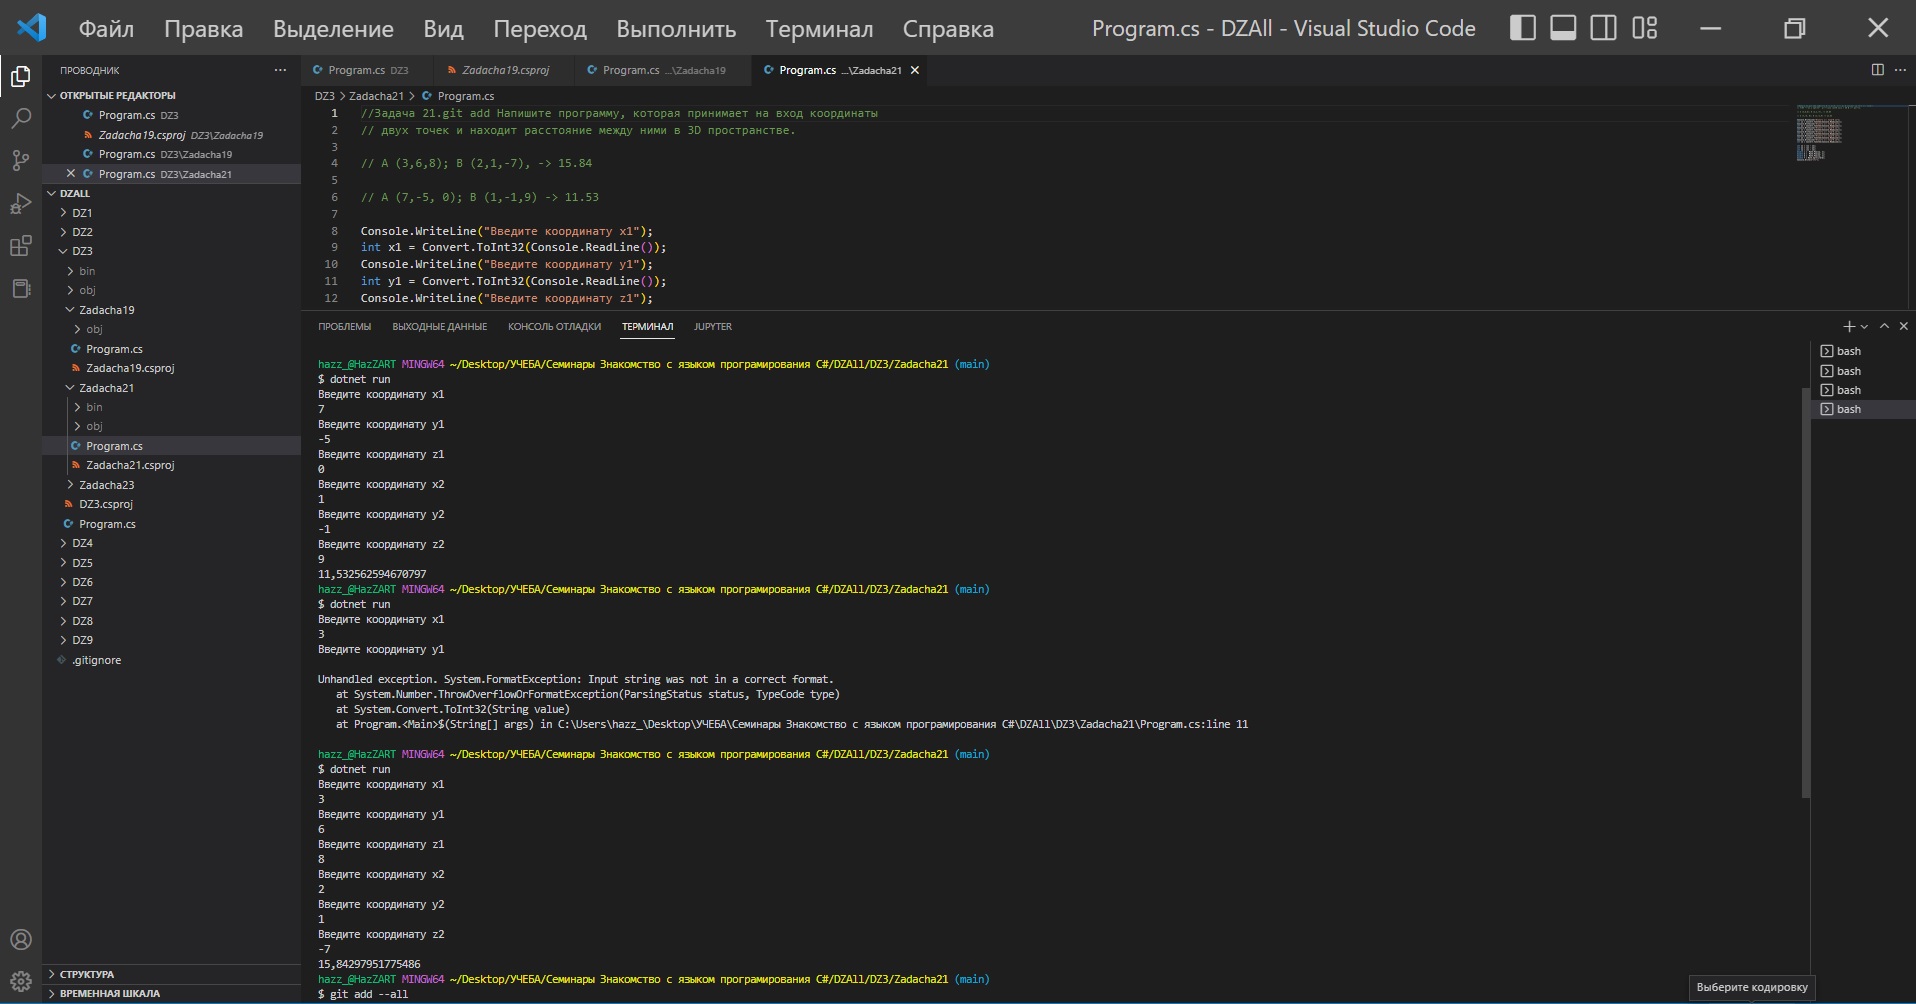 Файл Правка Выделение Вид Переход Выполнить Терминал Справка Program.cs - DZAll - Visual Studio Code
ПРОВОДНИК
ОТКРЫТЫЕ РЕДАКТОРЫ
Program.cs DZ3
Zadacha19.csproj DZ3\Zadacha19
Program.cs DZ3\Zadacha19
Program.cs DZ3\Zadacha21
DZALL
DZ1
DZ2
DZ3
bin
obj
Zadacha19
obj
Program.cs
Zadacha19.csproj
Zadacha21
bin
obj
Program.cs
Zadacha21.csproj
Zadacha23
DZ3.csproj
Program.cs
DZ4
DZ5
DZ6
DZ7
DZ8
DZ9
.gitignore
СТРУКТУРА
ВРЕМЕННАЯ ШКАЛА
Program.cs DZ3 Zadacha19.csproj Program.cs ...\Zadacha19 Program.cs ...\Zadacha21
DZ3 > Zadacha21 > Program.cs
1 //Задача 21.git add Напишите программу, которая принимает на вход координаты
2 // двух точек и находит расстояние между ними в 3D пространстве.
3
4 // A (3,6,8); B (2,1,-7), -> 15.84
5
6 // A (7,-5, 0); B (1,-1,9) -> 11.53
7
8 Console.WriteLine("Введите координату x1");
9 int x1 = Convert.ToInt32(Console.ReadLine());
10 Console.WriteLine("Введите координату y1");
11 int y1 = Convert.ToInt32(Console.ReadLine());
12 Console.WriteLine("Введите координату z1");
ПРОБЛЕМЫ ВЫХОДНЫЕ ДАННЫЕ КОНСОЛЬ ОТЛАДКИ ТЕРМИНАЛ JUPYTER
hazz_@HazZART MINGW64 ~/Desktop/УЧЕБА/Семинары Знакомство с языком програмирования C#/DZAll/DZ3/Zadacha21 (main)
$ dotnet run
Введите координату x1
7
Введите координату y1
-5
Введите координату z1
0
Введите координату x2
1
Введите координату y2
-1
Введите координату z2
9
11,532562594670797
hazz_@HazZART MINGW64 ~/Desktop/УЧЕБА/Семинары Знакомство с языком програмирования C#/DZAll/DZ3/Zadacha21 (main)
$ dotnet run
Введите координату x1
3
Введите координату y1
Unhandled exception. System.FormatException: Input string was not in a correct format.
at System.Number.ThrowOverflowOrFormatException(ParsingStatus status, TypeCode type)
at System.Convert.ToInt32(String value)
at Program.<Main>$(String[] args) in C:\Users\hazz_\Desktop\УЧЕБА\Семинары Знакомство с языком програмирования C#\DZAll\DZ3\Zadacha21\Program.cs:line 11
hazz_@HazZART MINGW64 ~/Desktop/УЧЕБА/Семинары Знакомство с языком програмирования C#/DZAll/DZ3/Zadacha21 (main)
$ dotnet run
Введите координату x1
3
Введите координату y1
6
Введите координату z1
8
Введите координату x2
2
Введите координату y2
1
Введите координату z2
-7
15,84297951775486
hazz_@HazZART MINGW64 ~/Desktop/УЧЕБА/Семинары Знакомство с языком програмирования C#/DZAll/DZ3/Zadacha21 (main)
$ git add --all
bash
bash
bash
bash
Выберите кодировку